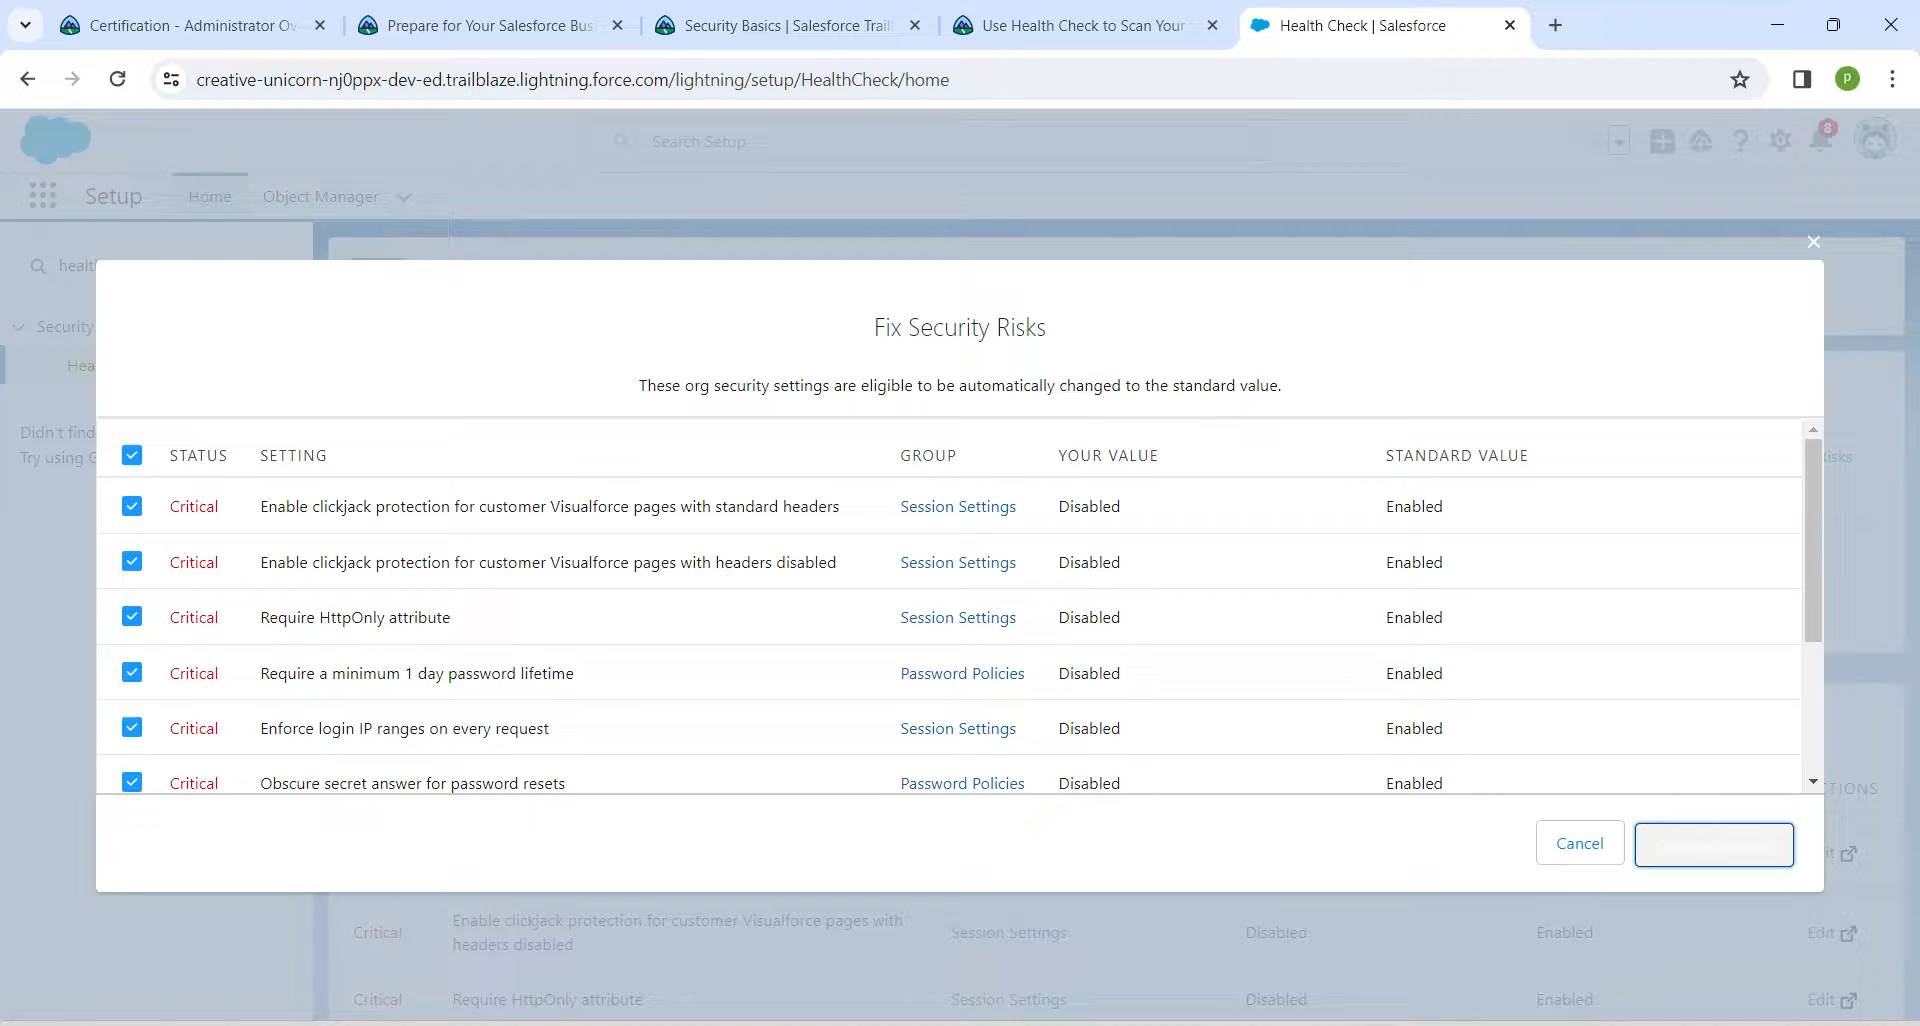 Certification - Administrator Ov
Prepare for Your Salesforce Bus
Security Basics | Salesforce Trail
Use Health Check to Scan Your
Health Check | Salesforce
creative-unicorn-nj0ppx-dev-ed.trailblaze.lightning.force.com/lightning/setup/HealthCheck/home
P
Search Setup
8
Setup
Home
Object Manager
health
Security
Hea
Didn't find
Try using G
isks
Fix Security Risks
These org security settings are eligible to be automatically changed to the standard value.
STATUS SETTING GROUP YOUR VALUE STANDARD VALUE
Critical Enable clickjack protection for customer Visualforce pages with standard headers Session Settings Disabled Enabled
Critical Enable clickjack protection for customer Visualforce pages with headers disabled Session Settings Disabled Enabled
Critical Require HttpOnly attribute Session Settings Disabled Enabled
Critical Require a minimum 1 day password lifetime Password Policies Disabled Enabled
Critical Enforce login IP ranges on every request Session Settings Disabled Enabled
Critical Obscure secret answer for password resets Password Policies Disabled Enabled
CTIONS
Cancel
it
Critical Enable clickjack protection for customer Visualforce pages with headers disabled Session Settings Disabled Enabled Edit
Critical Require HttpOnly attribute Session Settings Disabled Enabled Edit